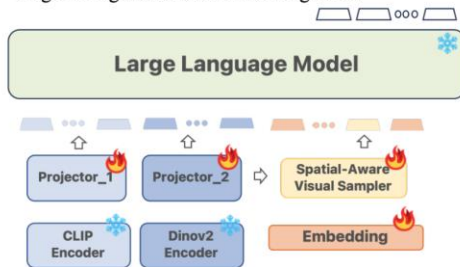 Large Language Model
Projector_1
Projector_2
Spatial-Aware
Visual Sampler
CLIP
Encoder
Dinov2
Encoder
Embedding